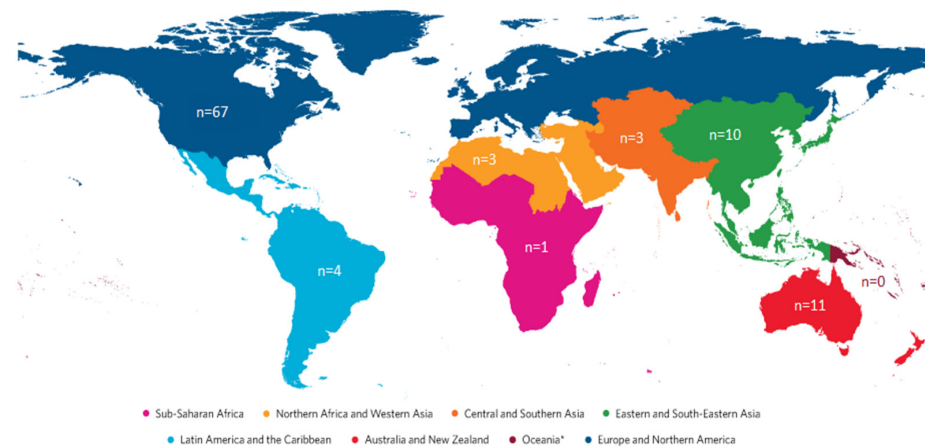 n=67
n=3
n=3
n=10
n=1
n=4
n=0
n=11
Sub-Saharan Africa Northern Africa and Western Asia Central and Southern Asia Eastern and South-Eastern Asia
Latin America and the Caribbean Australia and New Zealand Oceania* Europe and Northern America